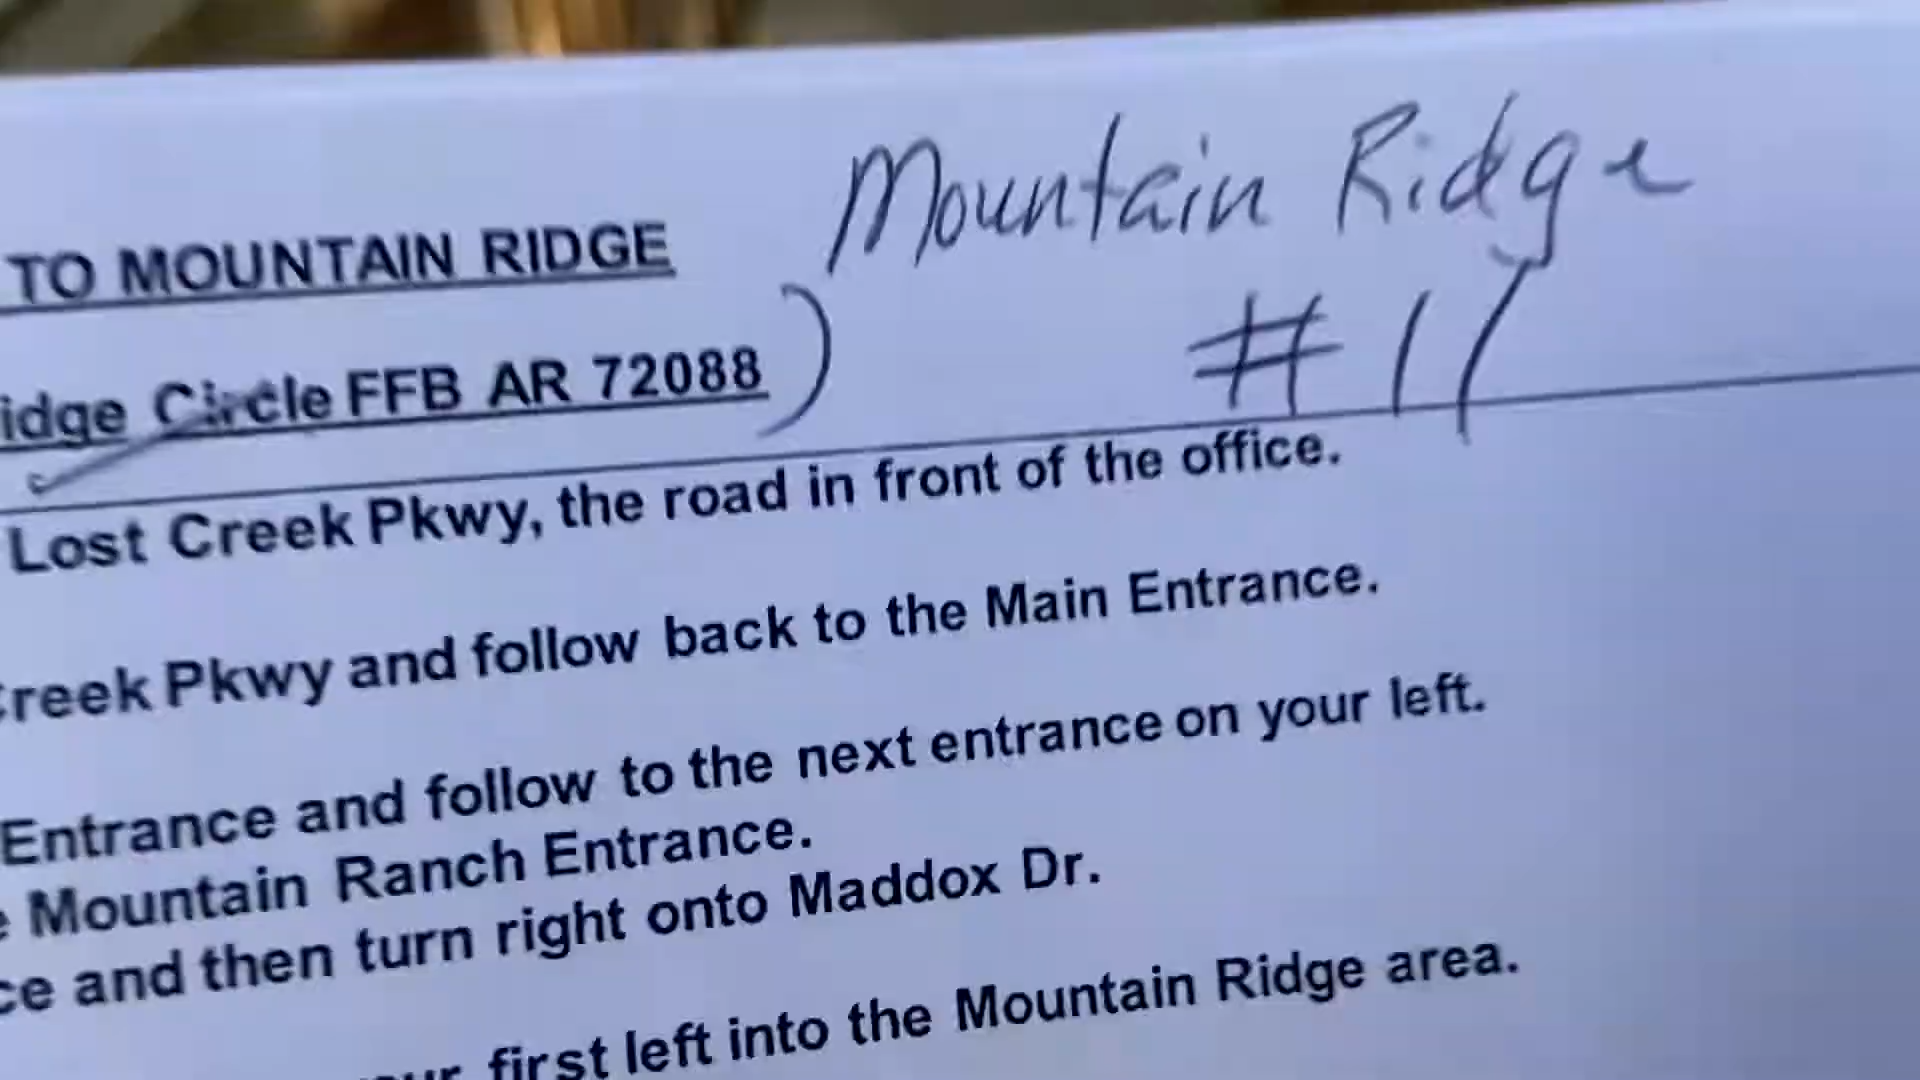 Mountain Ridge
TO MOUNTAIN RIDGE
#11
idge Circle FFB AR 72088)
Lost Creek Pkwy, the road in front of the office.
reek Pkwy and follow back to the Main Entrance.
Entrance and follow to the next entrance on your left.
e Mountain Ranch Entrance.
ce and then turn right onto Maddox Dr.
ur first left into the Mountain Ridge area.